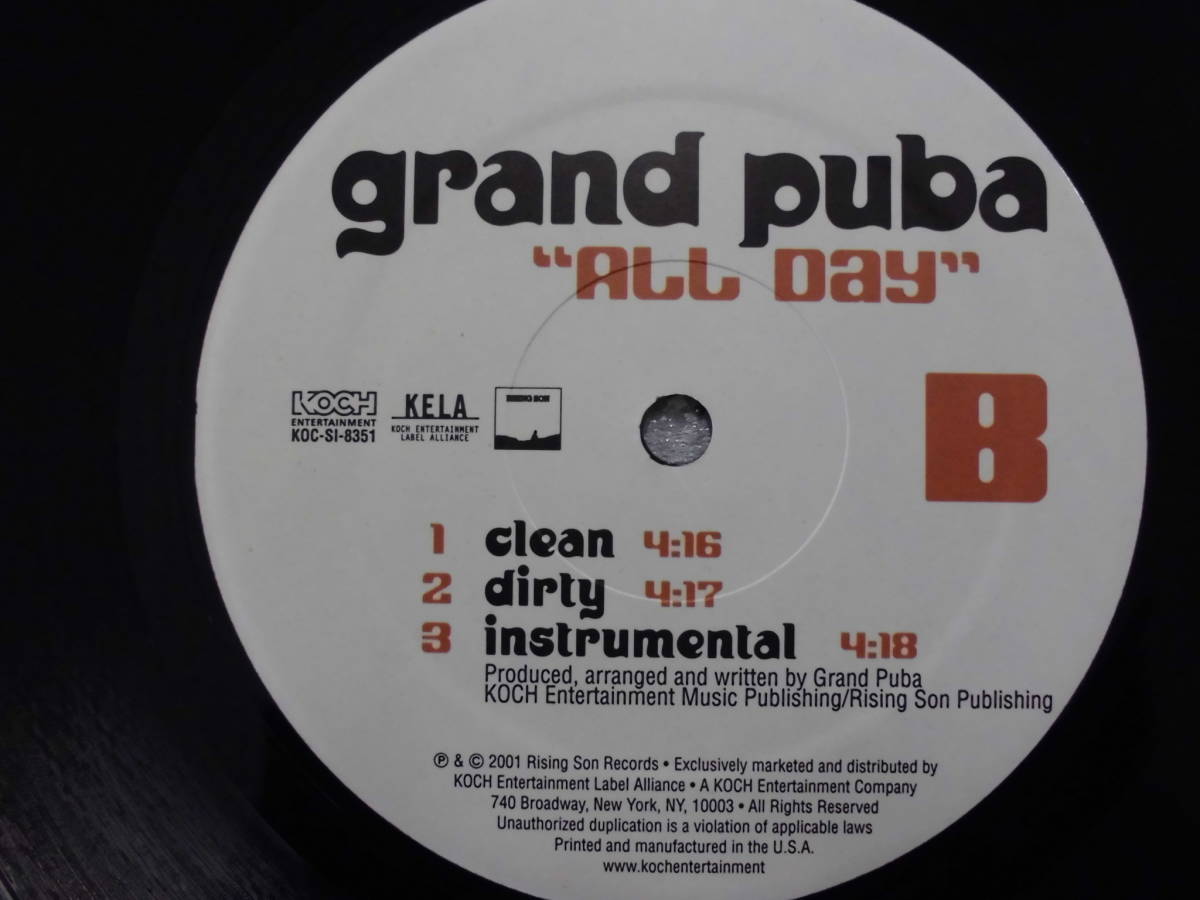 grand puba
"ALL DAY"
KOCH
ENTERTAINMENT
KOC-SI-8351
KELA
KOCH ENTERTAINMENT
LABEL ALLIANCE
RISING SON
B
1 clean 4:16
2 dirty 4:17
3 instrumental 4:18
Produced, arranged and written by Grand Puba
KOCH Entertainment Music Publishing/Rising Son Publishing
℗ & © 2001 Rising Son Records • Exclusively marketed and distributed by
KOCH Entertainment Label Alliance • A KOCH Entertainment Company
740 Broadway, New York, NY, 10003 • All Rights Reserved
Unauthorized duplication is a violation of applicable laws
Printed and manufactured in the U.S.A.
www.kochentertainment